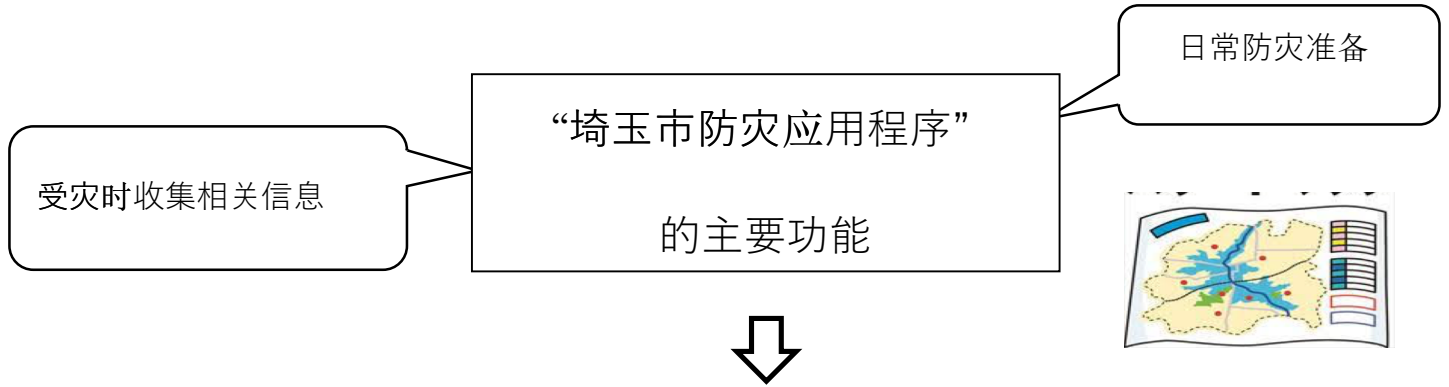 日常防灾准备
“埼玉市防灾应用程序”
的主要功能
受灾时收集相关信息